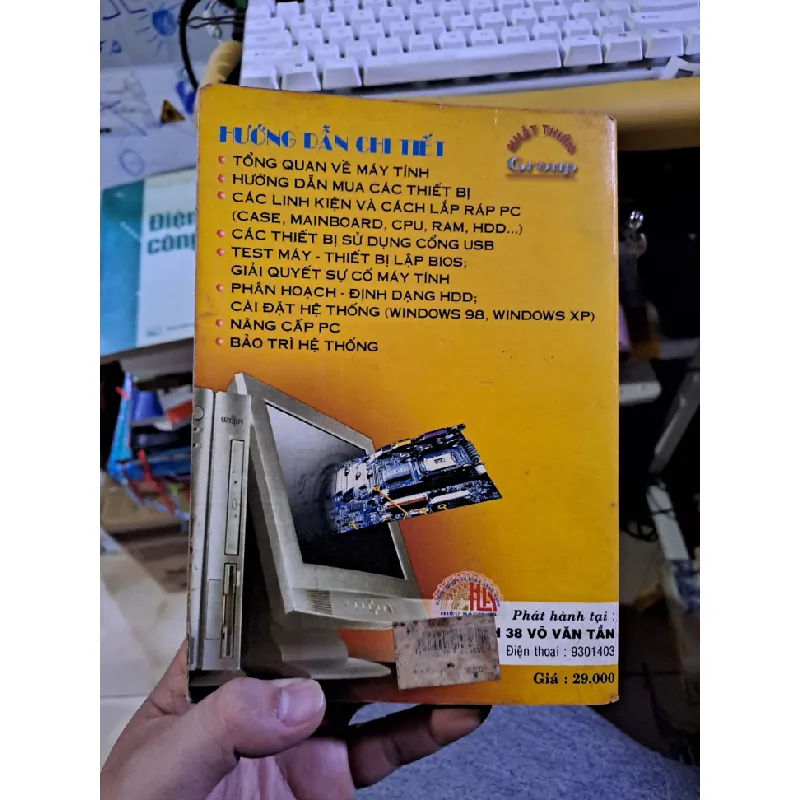 HƯỚNG DẪN CHI TIẾT
NHẬT THƯỜNG
Group
• TỔNG QUAN VỀ MÁY TÍNH
• HƯỚNG DẪN MUA CÁC THIẾT BỊ
• CÁC LINH KIỆN VÀ CÁCH LẮP RÁP PC
(CASE, MAINBOARD, CPU, RAM, HDD...)
• CÁC THIẾT BỊ SỬ DỤNG CỔNG USB
• TEST MÁY - THIẾT BỊ LẬP BIOS;
GIẢI QUYẾT SỰ CỐ MÁY TÍNH
• PHÂN HOẠCH - ĐỊNH DẠNG HDD;
CÀI ĐẶT HỆ THỐNG (WINDOWS 98, WINDOWS XP)
• NÂNG CẤP PC
• BẢO TRÌ HỆ THỐNG
Điện
công
Phát hành tại :
38 VÕ VĂN TẦN
Điện thoại : 9301403
Giá : 29.000